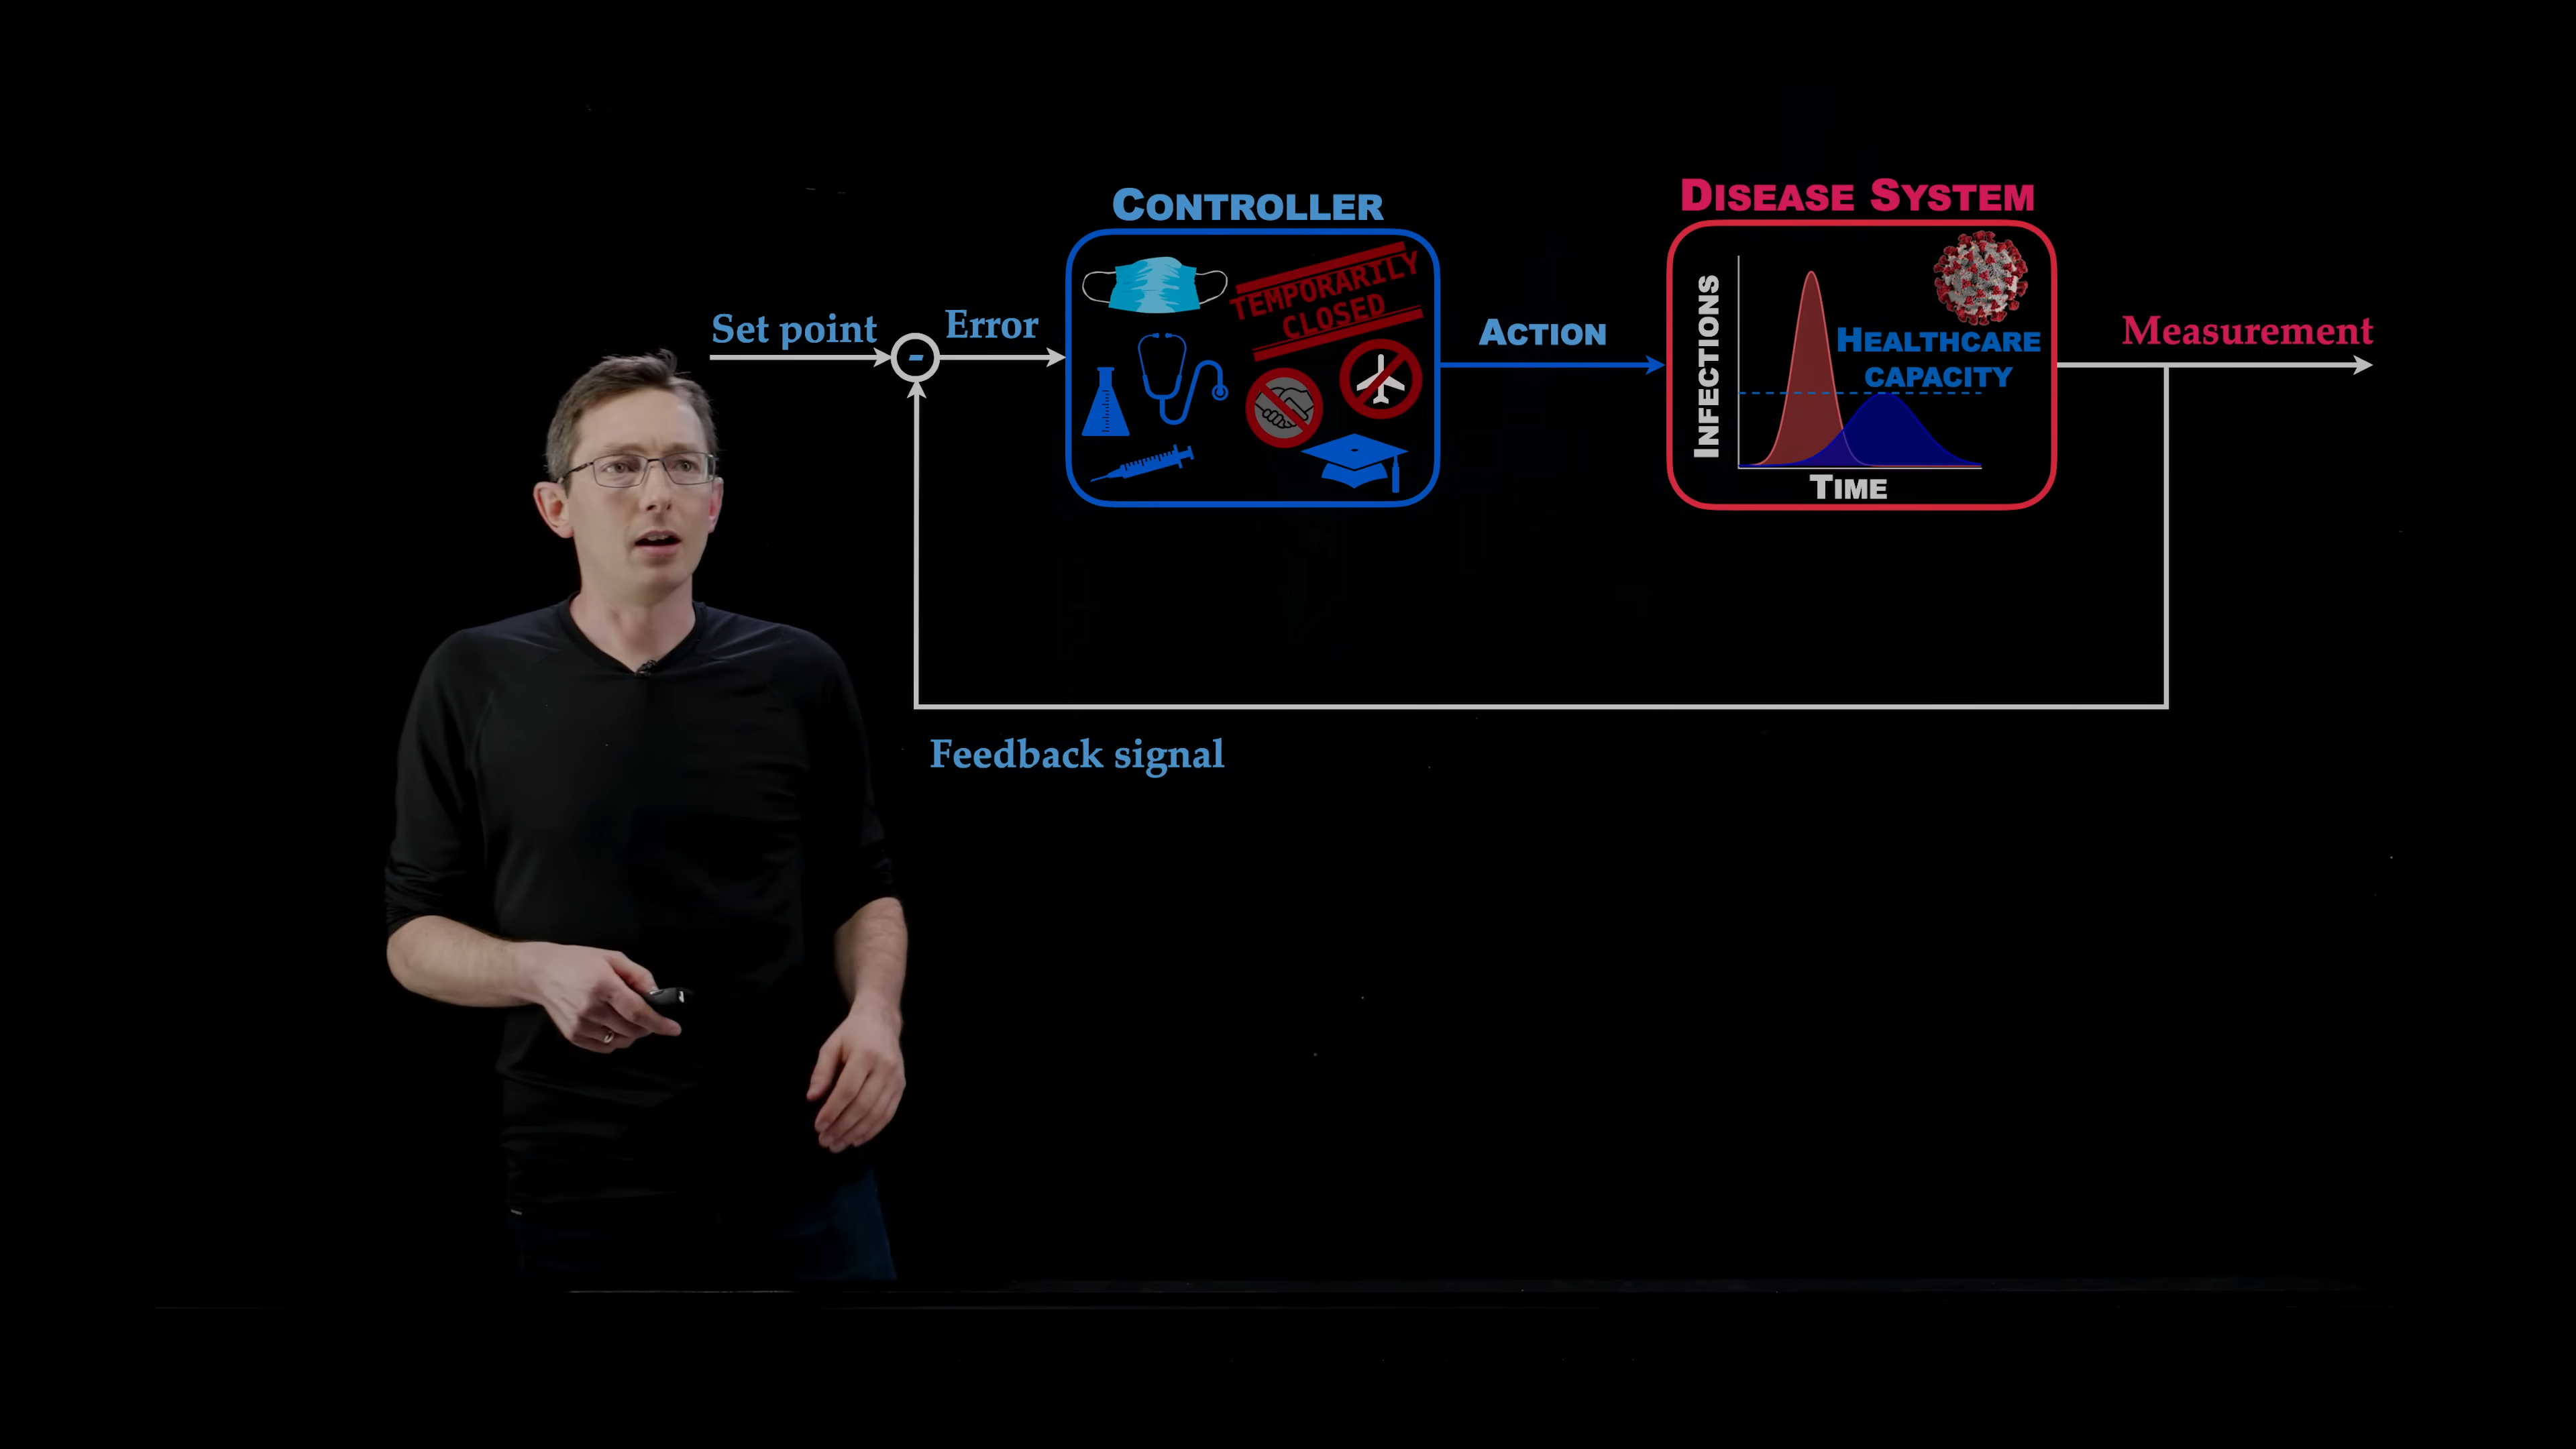 CONTROLLER
DISEASE SYSTEM
TEMPORARILY
CLOSED
Set point
Error
-
ACTION
INFECTIONS
HEALTHCARE
CAPACITY
TIME
Measurement
Feedback signal